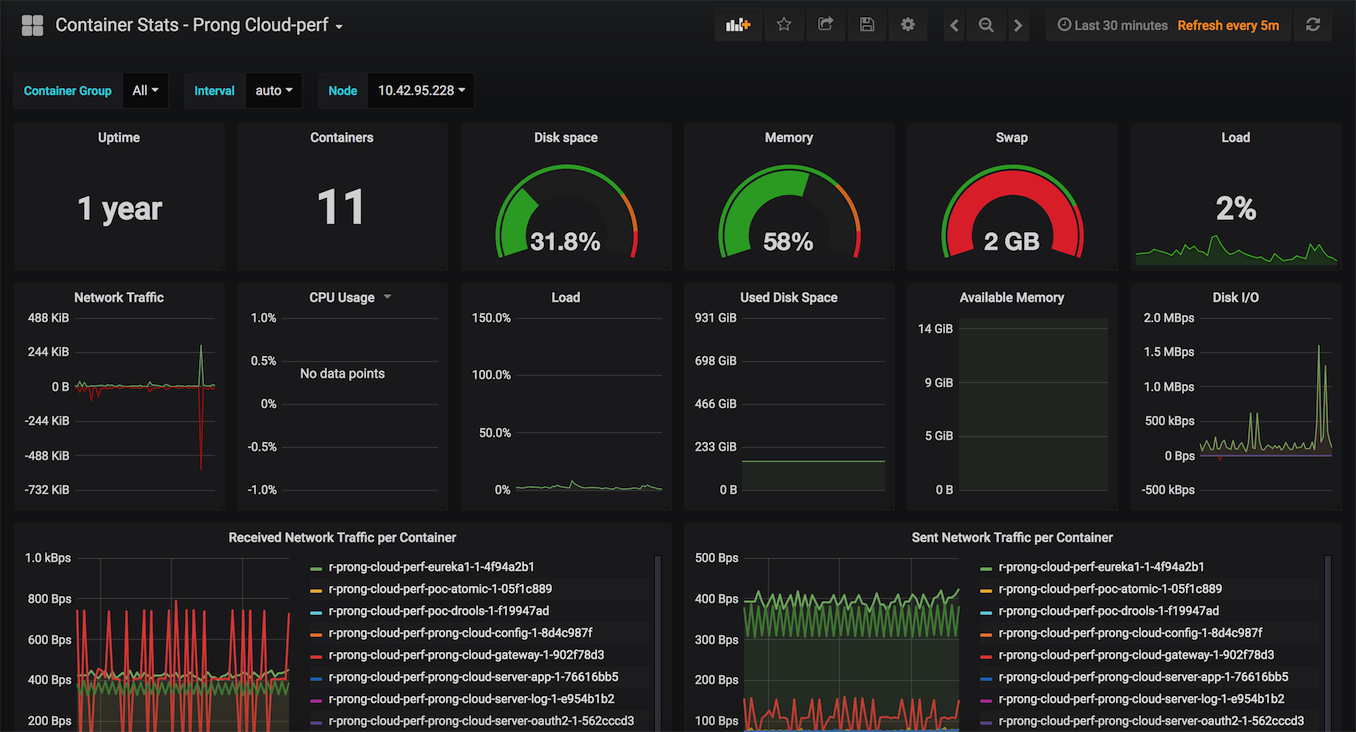 Container Stats - Prong Cloud-perf
Last 30 minutes Refresh every 5m
Container Group All Interval auto Node 10.42.95.228
Uptime
1 year
Containers
11
Disk space
31.8%
Memory
58%
Swap
2 GB
Load
2%
Network Traffic
488 KiB
244 KiB
0 B
-244 KiB
-488 KiB
-732 KiB
CPU Usage
1.0%
0.5%
No data points
0%
-0.5%
-1.0%
Load
150.0%
100.0%
50.0%
0%
Used Disk Space
931 GiB
698 GiB
466 GiB
233 GiB
0 B
Available Memory
14 GiB
9 GiB
5 GiB
0 B
Disk I/O
2.0 MBps
1.5 MBps
1.0 MBps
500 kBps
0 Bps
-500 kBps
Received Network Traffic per Container
1.0 kBps
800 Bps
600 Bps
400 Bps
200 Bps
r-prong-cloud-perf-eureka1-1-4f94a2b1
r-prong-cloud-perf-poc-atomic-1-05f1c889
r-prong-cloud-perf-poc-drools-1-f19947ad
r-prong-cloud-perf-prong-cloud-config-1-8d4c987f
r-prong-cloud-perf-prong-cloud-gateway-1-902f78d3
r-prong-cloud-perf-prong-cloud-server-app-1-76616bb5
r-prong-cloud-perf-prong-cloud-server-log-1-e954b1b2
r-prong-cloud-perf-prong-cloud-server-oauth2-1-562cccd3
Sent Network Traffic per Container
500 Bps
400 Bps
300 Bps
200 Bps
100 Bps
r-prong-cloud-perf-eureka1-1-4f94a2b1
r-prong-cloud-perf-poc-atomic-1-05f1c889
r-prong-cloud-perf-poc-drools-1-f19947ad
r-prong-cloud-perf-prong-cloud-config-1-8d4c987f
r-prong-cloud-perf-prong-cloud-gateway-1-902f78d3
r-prong-cloud-perf-prong-cloud-server-app-1-76616bb5
r-prong-cloud-perf-prong-cloud-server-log-1-e954b1b2
r-prong-cloud-perf-prong-cloud-server-oauth2-1-562cccd3